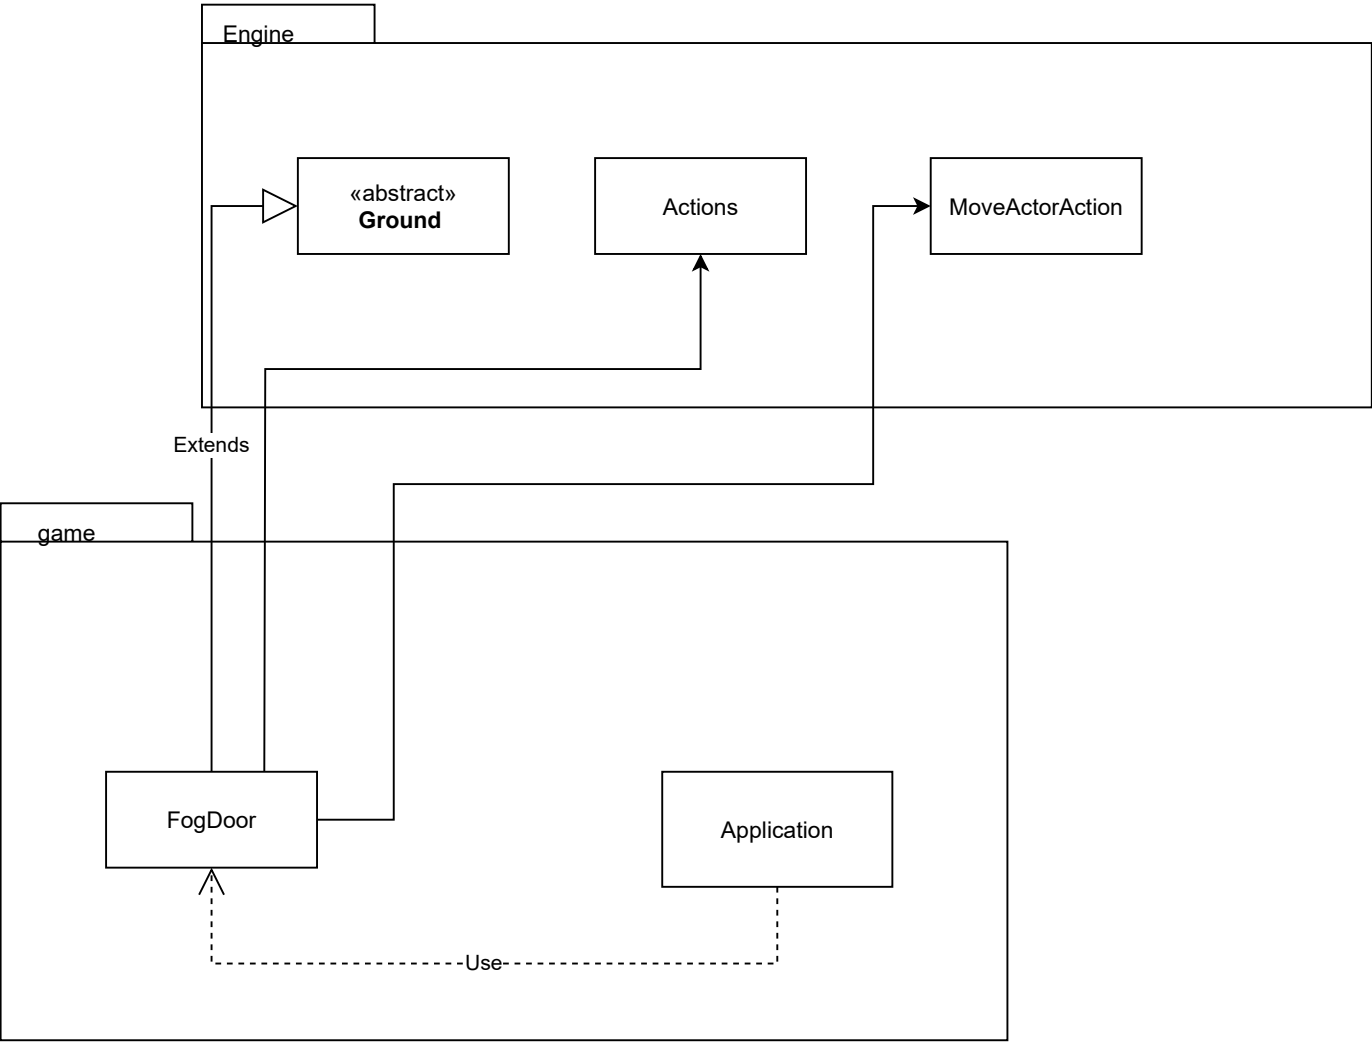 Engine
«abstract»
Ground
Actions
MoveActorAction
Extends
game
FogDoor
Application
Use